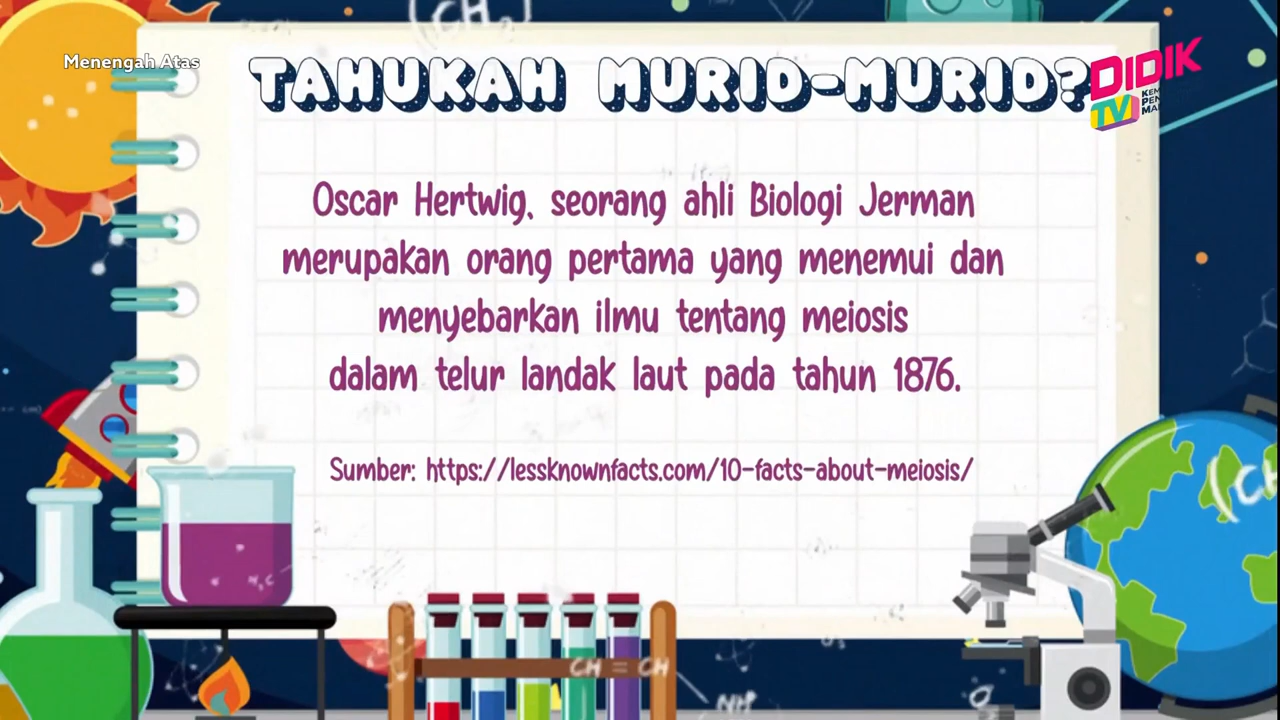 Menengah Atas
TAHUKAH MURID-MURID?
DIDIK
TV
Oscar Hertwig, seorang ahli Biologi Jerman
merupakan orang pertama yang menemui dan
menyebarkan ilmu tentang meiosis
dalam telur landak laut pada tahun 1876.
Sumber: https://lessknownfacts.com/10-facts-about-meiosis/
CH = CH
NH